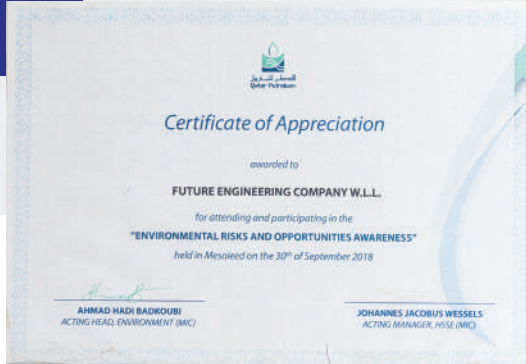 قطر للبترول
Qatar Petroleum
Certificate of Appreciation
awarded to
FUTURE ENGINEERING COMPANY W.L.L.
for attending and participating in the
"ENVIRONMENTAL RISKS AND OPPORTUNITIES AWARENESS"
held in Mesaieed on the 30th of September 2018
AHMAD HADI BADKOUBI
ACTING HEAD, ENVIRONMENT (MIC)
JOHANNES JACOBUS WESSELS
ACTING MANAGER, HSSE (MIC)